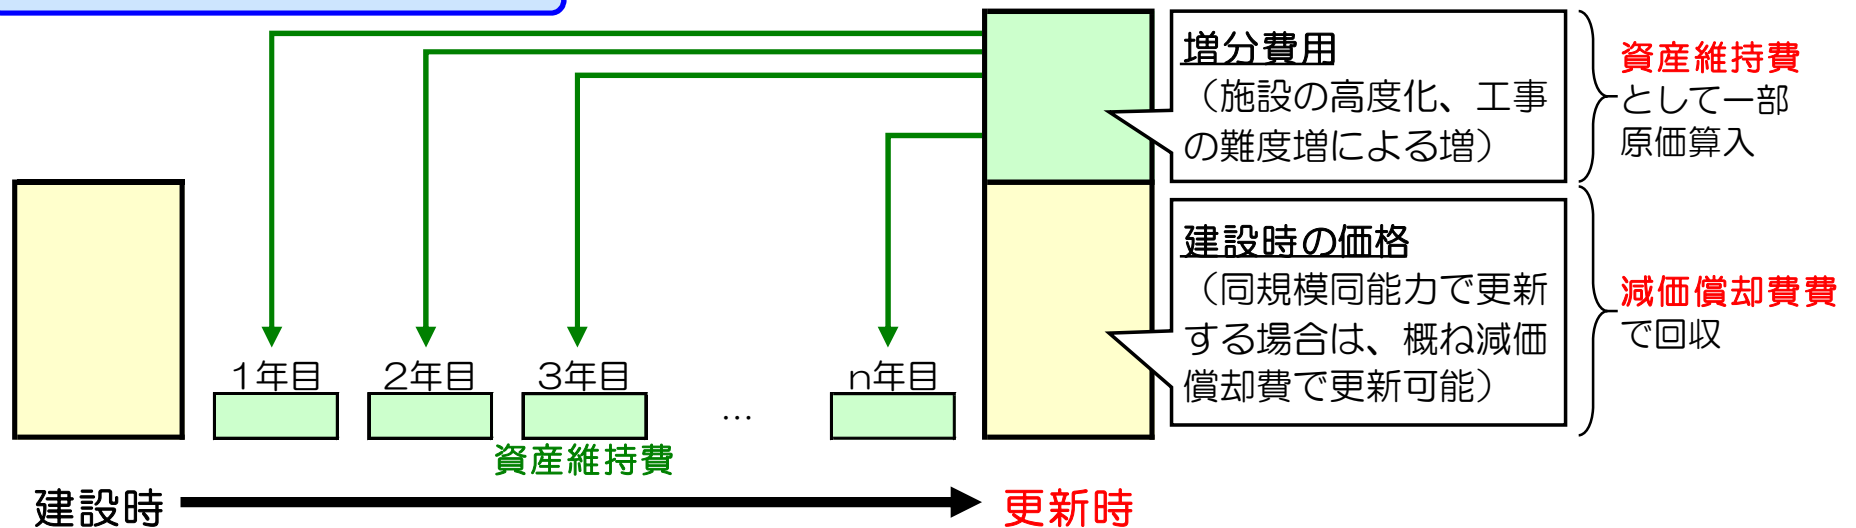 増分費用
（施設の高度化、工事
の難度増による増）
資産維持費
として一部
原価算入
建設時の価格
（同規模同能力で更新
する場合は、概ね減価
償却費で更新可能）
減価償却費費
で回収
1年目
2年目
3年目
…
n年目
資産維持費
建設時
更新時